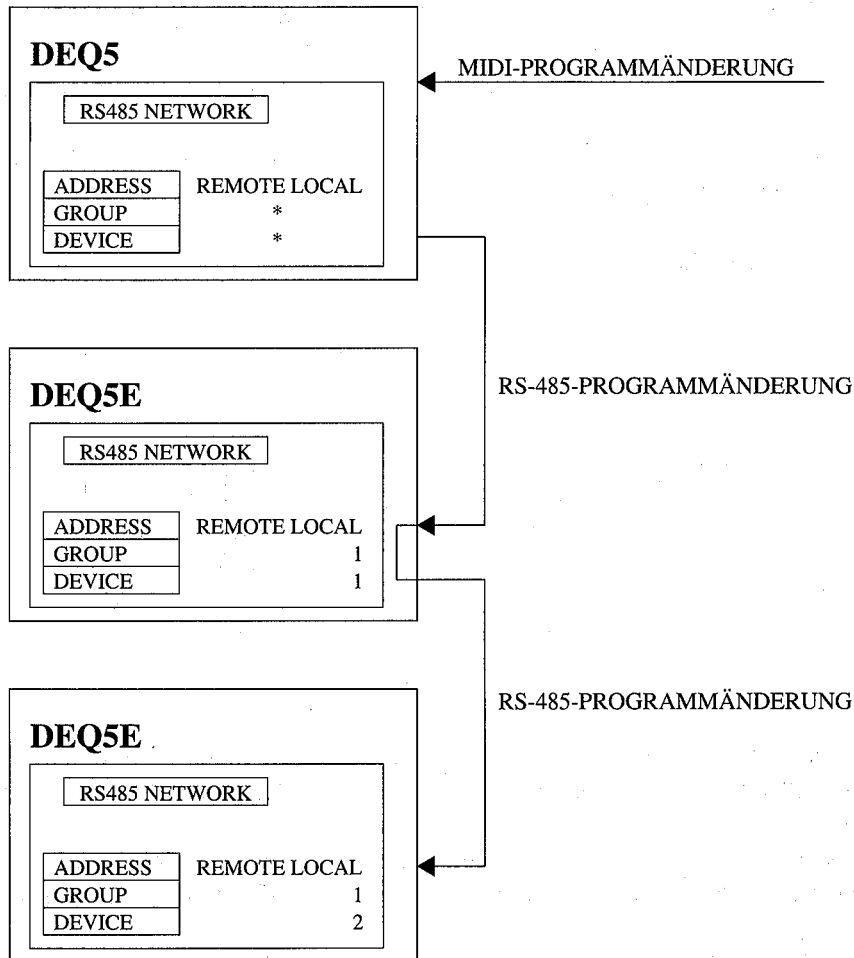 DEQ5
MIDI-PROGRAMMÄNDERUNG
RS485 NETWORK
ADDRESS REMOTE LOCAL
GROUP *
DEVICE *
DEQ5E
RS-485-PROGRAMMÄNDERUNG
RS485 NETWORK
ADDRESS REMOTE LOCAL
GROUP 1
DEVICE 1
RS-485-PROGRAMMÄNDERUNG
DEQ5E
RS485 NETWORK
ADDRESS REMOTE LOCAL
GROUP 1
DEVICE 2